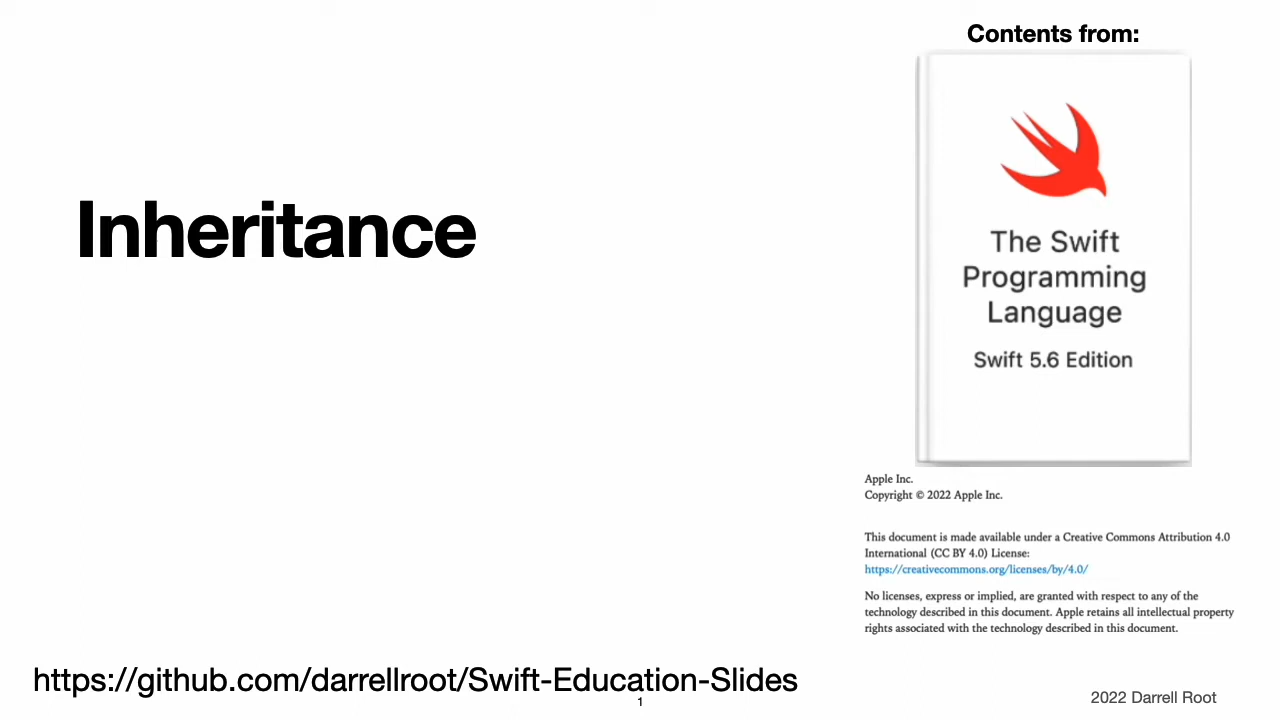 Contents from:
Inheritance
The Swift
Programming
Language
Swift 5.6 Edition
Apple Inc.
Copyright © 2022 Apple Inc.
This document is made available under a Creative Commons Attribution 4.0
International (CC BY 4.0) License:
https://creativecommons.org/licenses/by/4.0/
No licenses, express or implied, are granted with respect to any of the
technology described in this document. Apple retains all intellectual property
rights associated with the technology described in this document.
https://github.com/darrellroot/Swift-Education-Slides
1
2022 Darrell Root